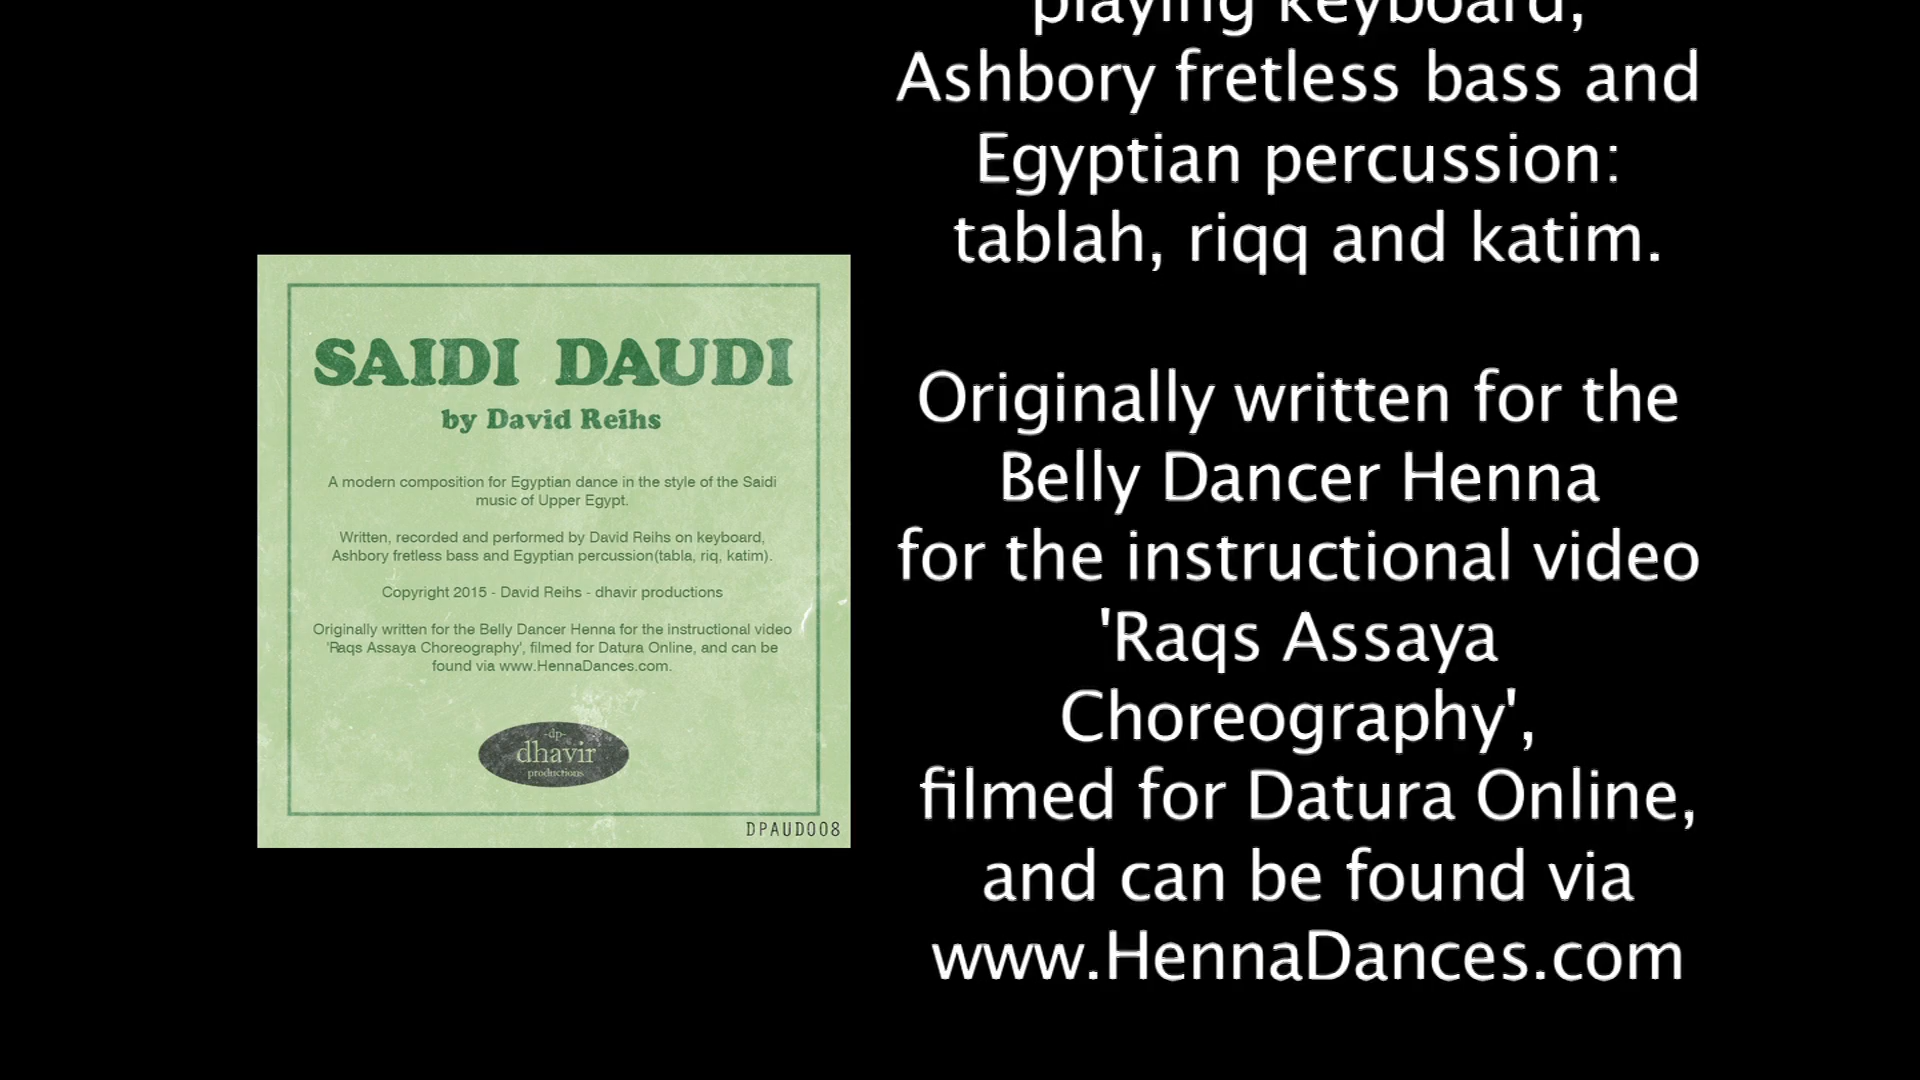 SAIDI DAUDI
by David Reihs
A modern composition for Egyptian dance in the style of the Saidi
music of Upper Egypt.
Written, recorded and performed by David Reihs on keyboard,
Ashbory fretless bass and Egyptian percussion(tabla, riq, katim).
Copyright 2015 - David Reihs - dhavir productions
Originally written for the Belly Dancer Henna for the instructional video
'Raqs Assaya Choreography', filmed for Datura Online, and can be
found via www.HennaDances.com.
-dp-
dhavir
productions
DPAUD008
playing keyboard,
Ashbory fretless bass and
Egyptian percussion:
tablah, riqq and katim.
Originally written for the
Belly Dancer Henna
for the instructional video
'Raqs Assaya
Choreography',
filmed for Datura Online,
and can be found via
www.HennaDances.com